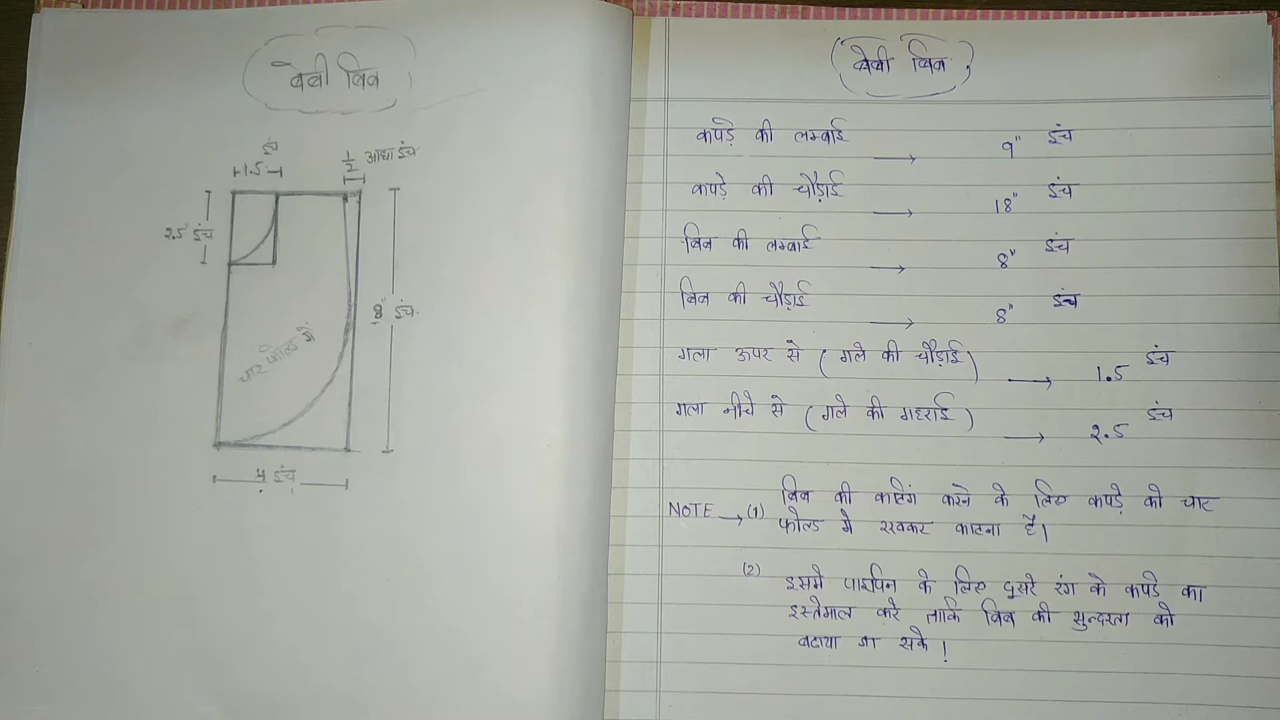 बेबी बिब
1.5 इंच
1/2 आधा इंच
2.5" इंच
8" इंच
चार फोल्ड में
4 इंच
(बेबी बिब)
कपड़े की लम्बाई → 9" इंच
कपड़े की चौड़ाई → 18" इंच
बिब की लम्बाई → 8" इंच
बिब की चौड़ाई → 8" इंच
गला ऊपर से (गले की चौड़ाई) → 1.5 इंच
गला नीचे से (गले की गहराई) → 2.5 इंच
NOTE → (1) बिब की कटिंग करने के लिए कपड़े को चार
फोल्ड मे रखकर काटना है।
(2) इसमे पाइपिन के लिए दूसरे रंग के कपडे का
इस्तेमाल करे ताकि बिब की सुन्दरता को
बढाया जा सके!